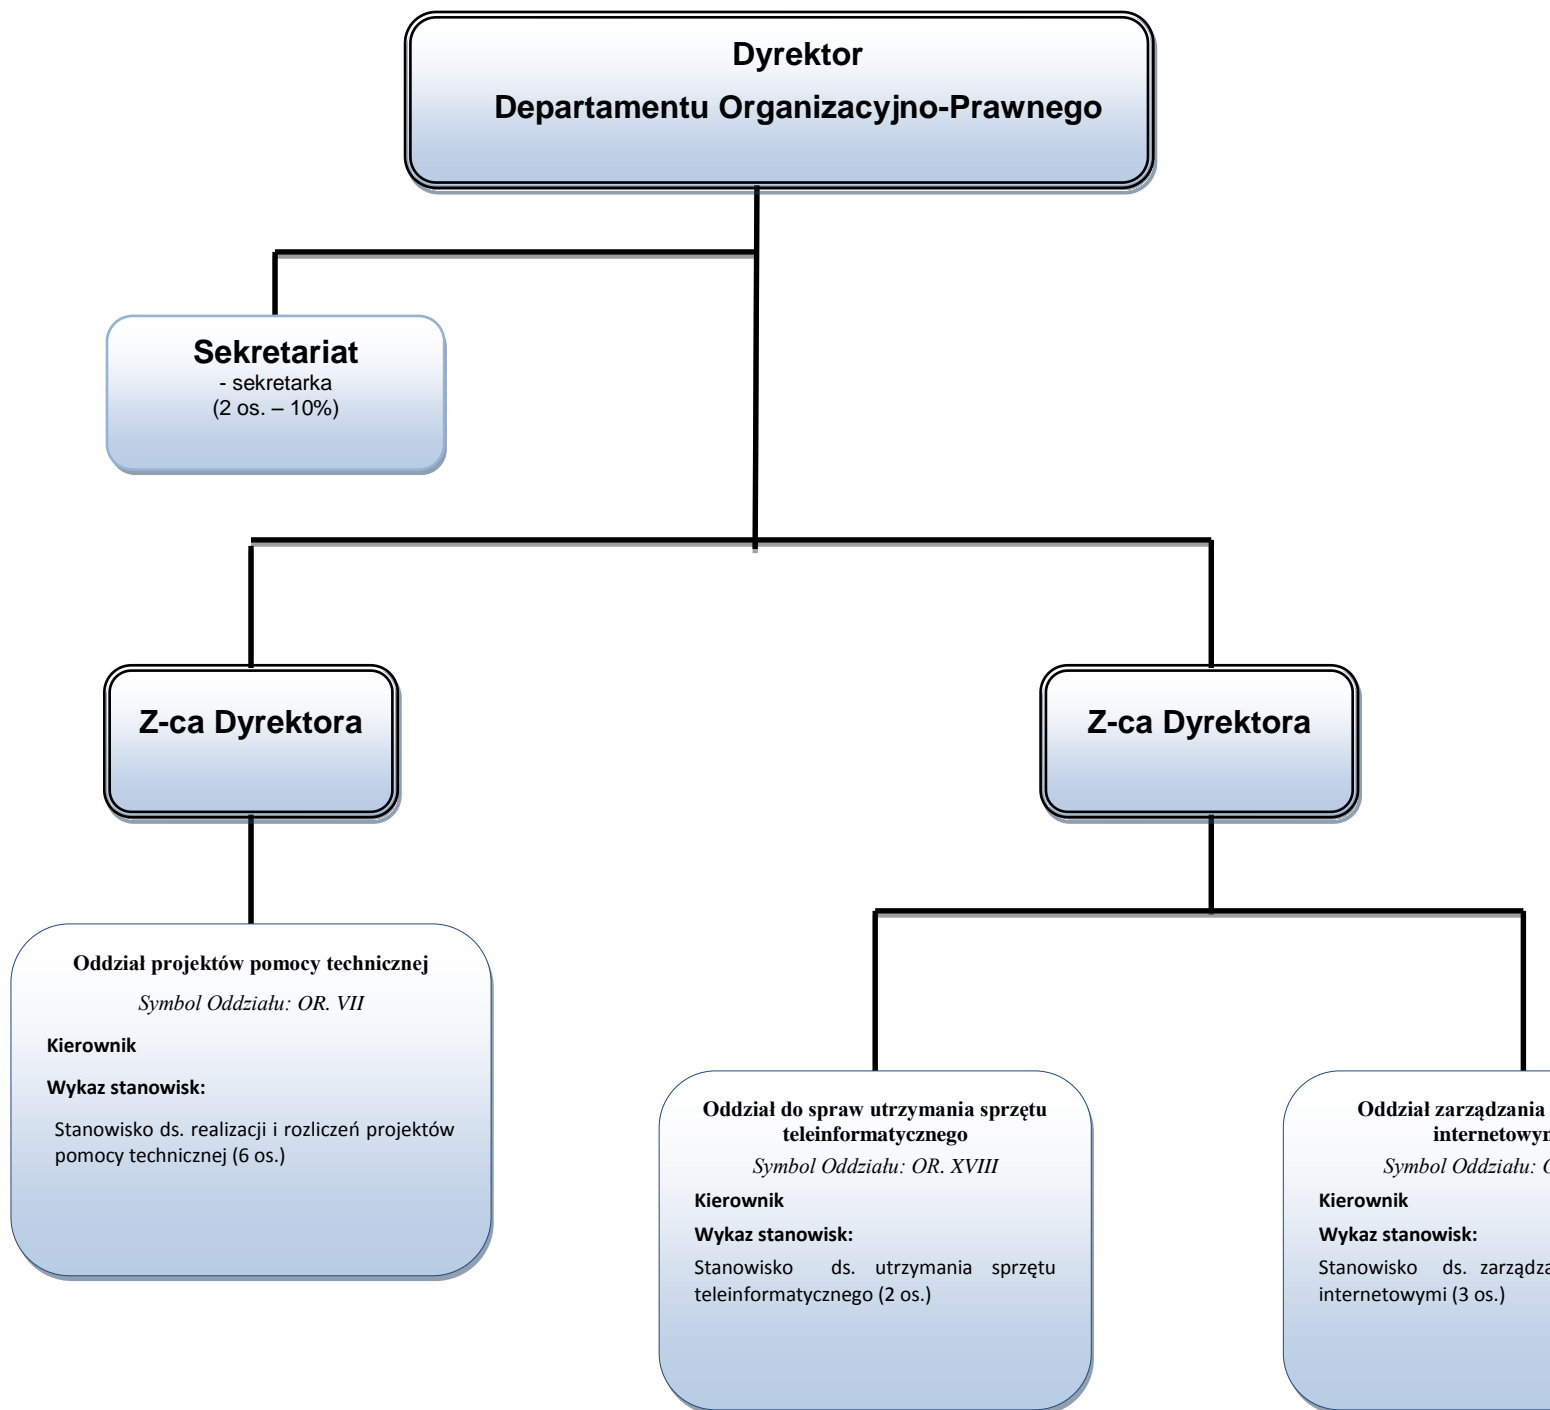 Dyrektor
Departamentu Organizacyjno-Prawnego
Sekretariat
- sekretarka
(2 os. – 10%)
Z-ca Dyrektora
Z-ca Dyrektora
Oddział projektów pomocy technicznej
Symbol Oddziału: OR. VII
Kierownik
Wykaz stanowisk:
Stanowisko ds. realizacji i rozliczeń projektów
pomocy technicznej (6 os.)
Oddział do spraw utrzymania sprzętu
teleinformatycznego
Symbol Oddziału: OR. XVIII
Kierownik
Wykaz stanowisk:
Stanowisko ds. utrzymania sprzętu
teleinformatycznego (2 os.)
Oddział zarządzania
Symbol Oddziału:
Kierownik
Wykaz stanowisk:
Stanowisko ds.
internetowymi (3 os.)